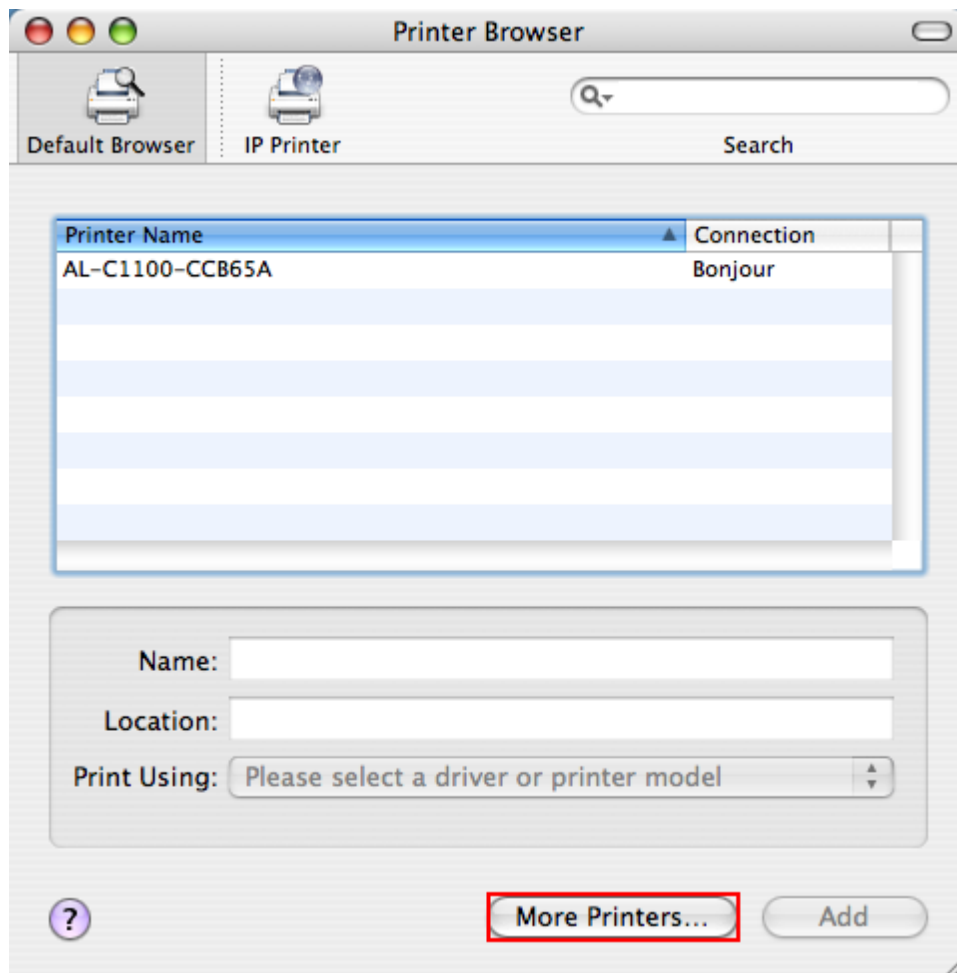 Printer Browser
Default Browser
IP Printer
Search
Printer Name Connection
AL-C1100-CCB65A Bonjour
Name:
Location:
Print Using: Please select a driver or printer model
? More Printers... Add